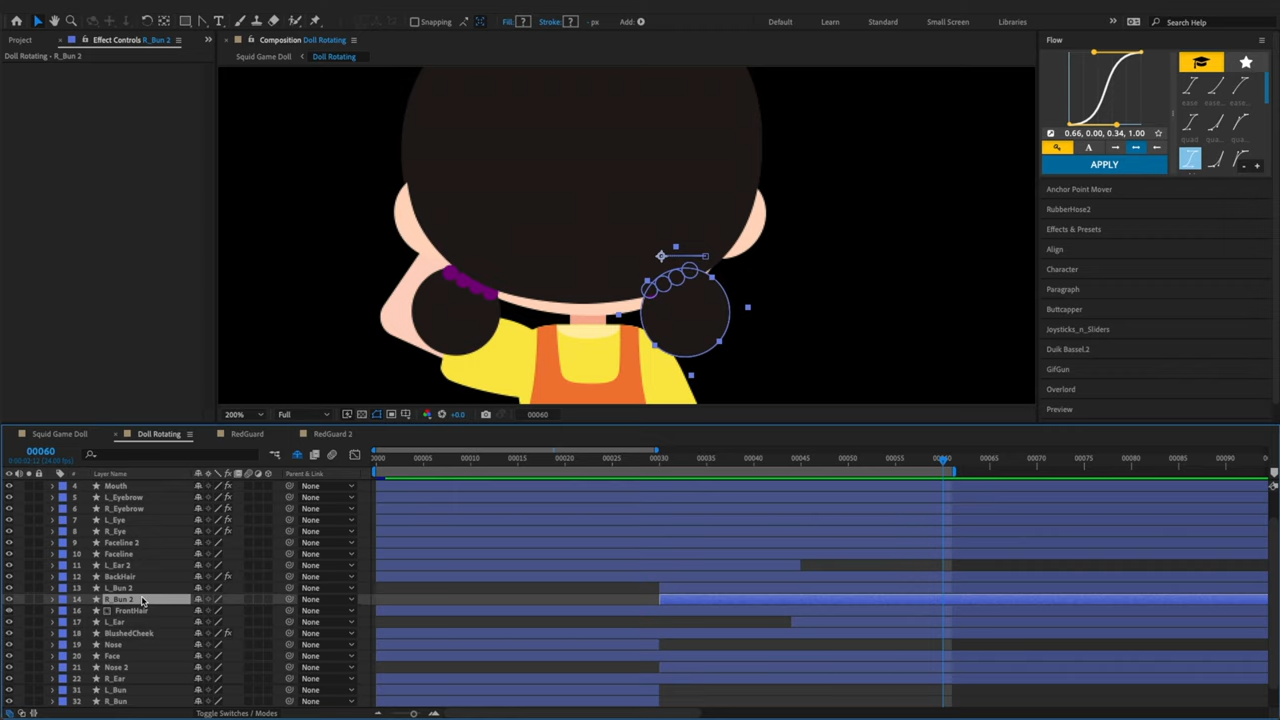 Snapping
Fill: ?
Stroke: ?
- px
Add:
Default
Learn
Standard
Small Screen
Libraries
»
Search Help
Project
× Effect Controls R_Bun 2
»
× Composition Doll Rotating
Flow
Doll Rotating - R_Bun 2
Squid Game Doll
Doll Rotating
ease
ease...
ease...
quad
qua...
qua...
0.66, 0.00, 0.34, 1.00
A
APPLY
- +
Anchor Point Mover
RubberHose2
Effects & Presets
Align
Character
Paragraph
Buttcapper
Joysticks_n_Sliders
Duik Bassel.2
GifGun
Overlord
Preview
200%
Full
+0.0
00060
Squid Game Doll
× Doll Rotating
RedGuard
RedGuard 2
00060
0:00:02:12 (24.00 fps)
0000
00005
00010
00015
00020
00025
00030
00035
00040
00045
00050
00055
00065
00070
00075
00080
00085
00090
#
Layer Name
Parent & Link
4 Mouth None
5 L_Eyebrow None
6 R_Eyebrow None
7 L_Eye None
8 R_Eye None
9 Faceline 2 None
10 Faceline None
11 L_Ear 2 None
12 BackHair None
13 L_Bun 2 None
14 R_Bun 2 None
16 FrontHair None
17 L_Ear None
18 BlushedCheek None
19 Nose None
20 Face None
21 Nose 2 None
22 R_Ear None
31 L_Bun None
32 R_Bun None
Toggle Switches / Modes